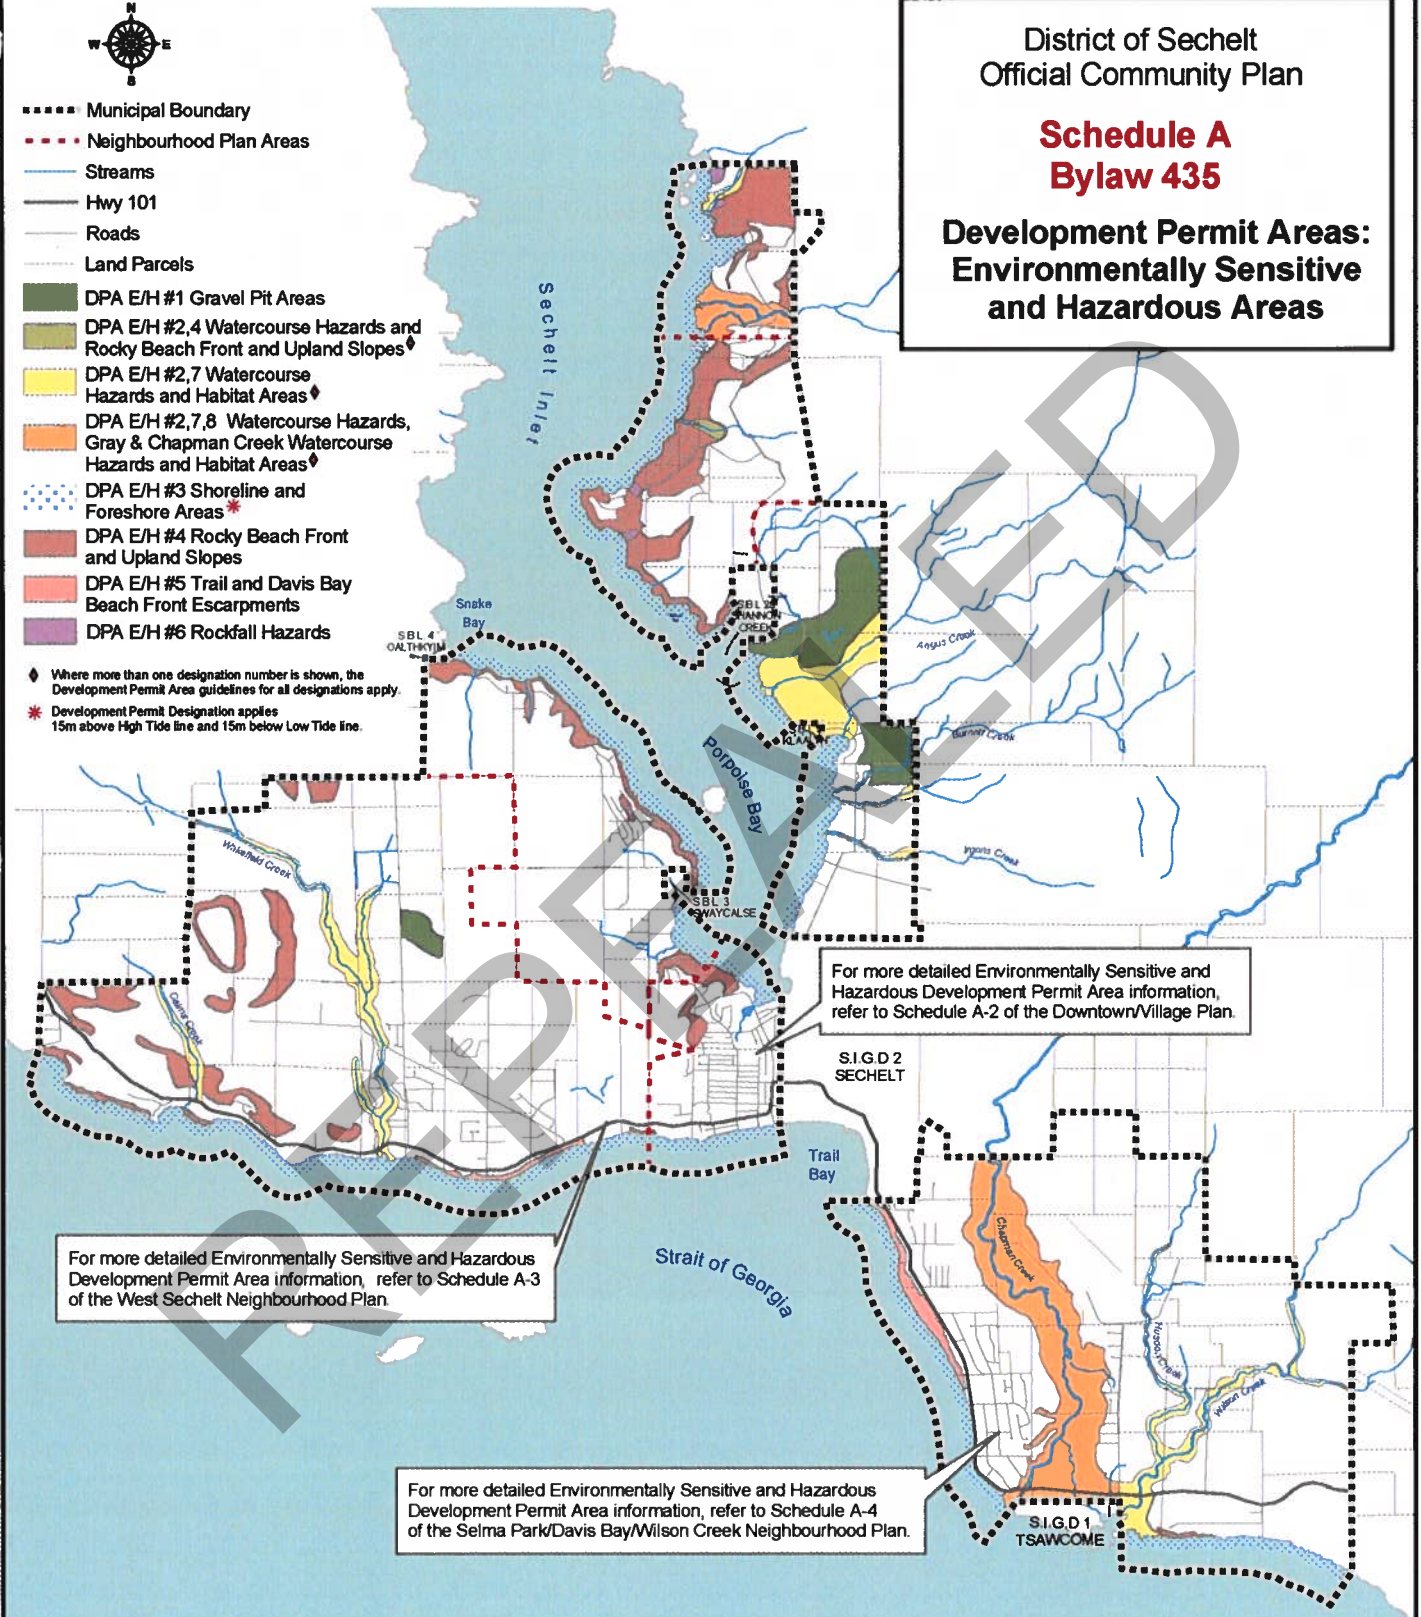 N
W E
S
Municipal Boundary
Neighbourhood Plan Areas
Streams
Hwy 101
Roads
Land Parcels
DPA E/H #1 Gravel Pit Areas
DPA E/H #2,4 Watercourse Hazards and
Rocky Beach Front and Upland Slopes♦
DPA E/H #2,7 Watercourse
Hazards and Habitat Areas♦
DPA E/H #2,7,8 Watercourse Hazards,
Gray & Chapman Creek Watercourse
Hazards and Habitat Areas♦
DPA E/H #3 Shoreline and
Foreshore Areas *
DPA E/H #4 Rocky Beach Front
and Upland Slopes
DPA E/H #5 Trail and Davis Bay
Beach Front Escarpments
DPA E/H #6 Rockfall Hazards
♦ Where more than one designation number is shown, the
Development Permit Area guidelines for all designations apply.
* Development Permit Designation applies
15m above High Tide line and 15m below Low Tide line.
District of Sechelt
Official Community Plan
Schedule A
Bylaw 435
Development Permit Areas:
Environmentally Sensitive
and Hazardous Areas
Sechelt Inlet
Snake
Bay
SBL 4
OALTHKYIM
CREEK
Angus Creek
Burnett Creek
Porpoise Bay
Irgens Creek
SBL 3
SWAYCALSE
Wakefield Creek
For more detailed Environmentally Sensitive and
Hazardous Development Permit Area information,
refer to Schedule A-2 of the Downtown/Village Plan.
S.I.G.D 2
SECHELT
Trail
Bay
Strait of Georgia
For more detailed Environmentally Sensitive and Hazardous
Development Permit Area information, refer to Schedule A-3
of the West Sechelt Neighbourhood Plan.
Chapman Creek
Hudson Creek
Wilson Creek
For more detailed Environmentally Sensitive and Hazardous
Development Permit Area information, refer to Schedule A-4
of the Selma Park/Davis Bay/Wilson Creek Neighbourhood Plan.
S.I.G.D 1
TSAWCOME
REPEALED